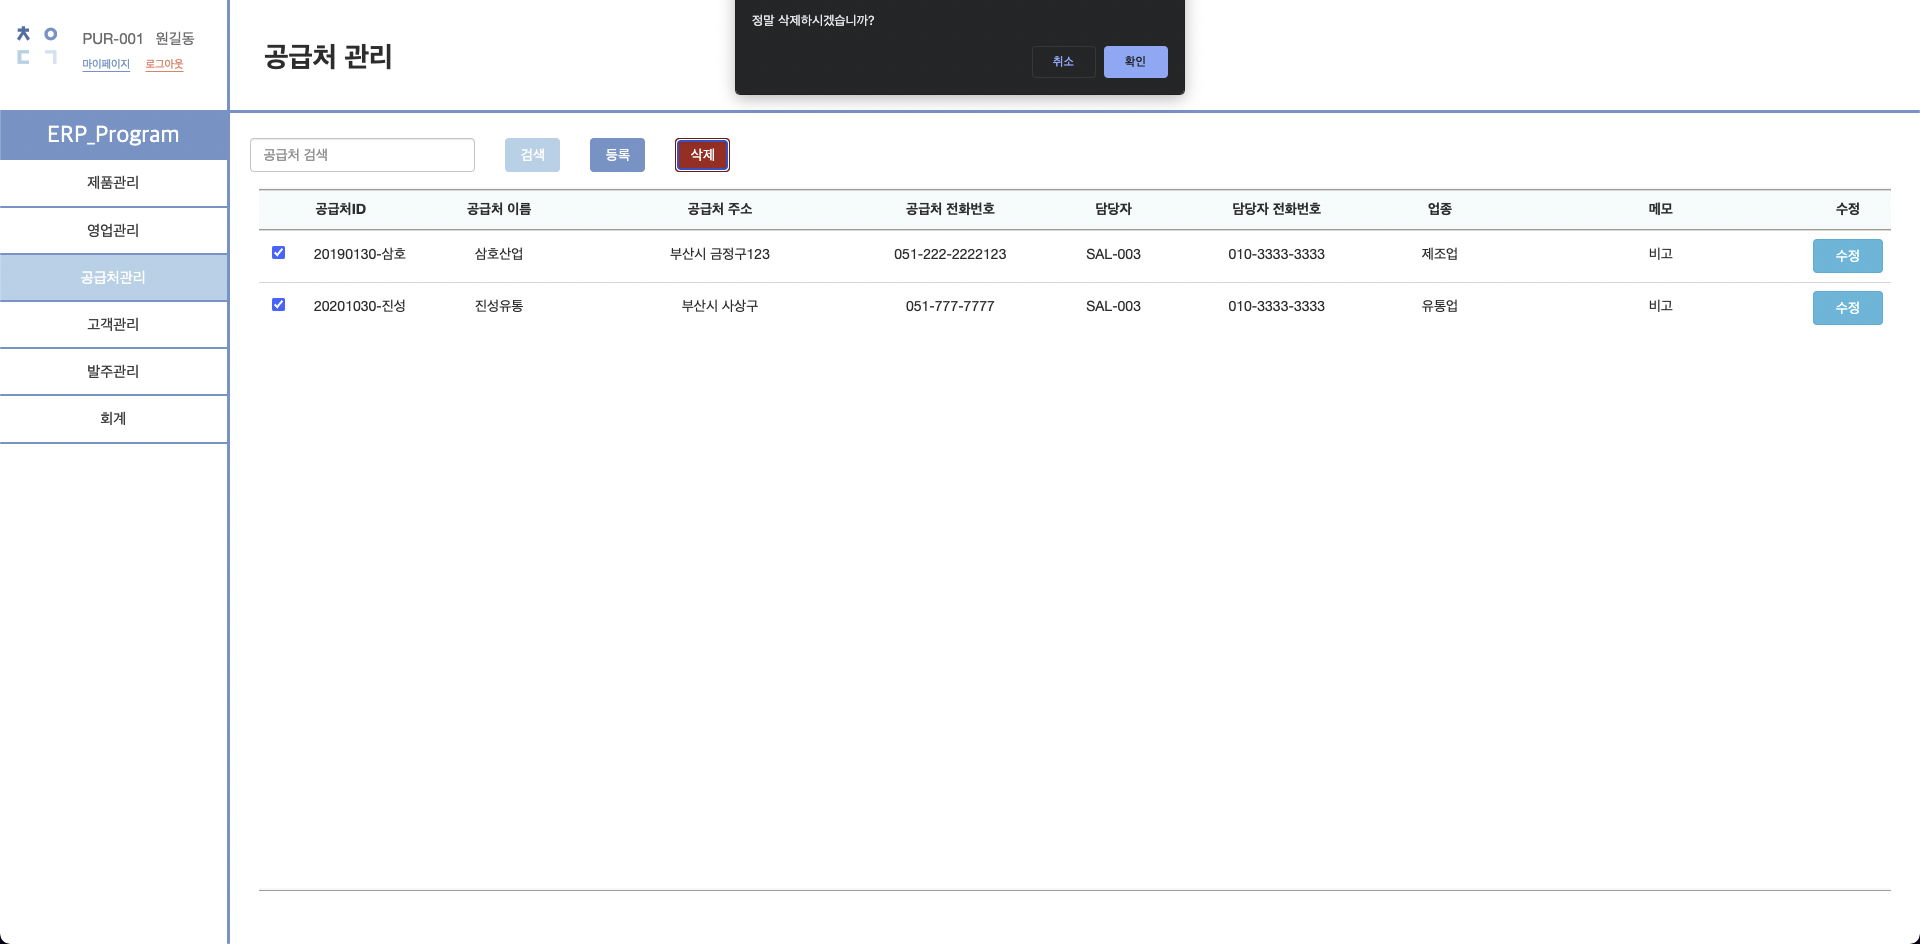 ㅊㅇ
ㄷㄱ
PUR-001 원길동
마이페이지 로그아웃
공급처 관리
정말 삭제하시겠습니까?
취소 확인
ERP_Program
제품관리
영업관리
공급처관리
고객관리
발주관리
회계
공급처 검색 검색 등록 삭제
공급처ID 공급처 이름 공급처 주소 공급처 전화번호 담당자 담당자 전화번호 업종 메모 수정
20190130-삼호 삼호산업 부산시 금정구123 051-222-2222123 SAL-003 010-3333-3333 제조업 비고 수정
20201030-진성 진성유통 부산시 사상구 051-777-7777 SAL-003 010-3333-3333 유통업 비고 수정